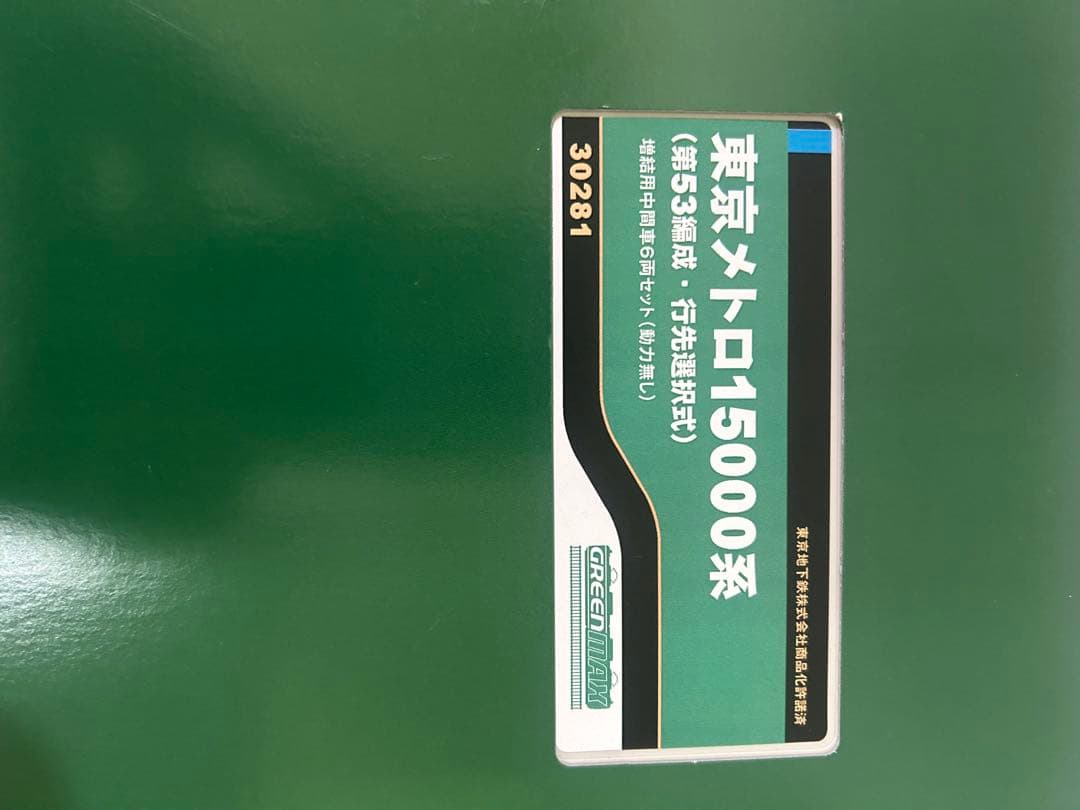 東京地下鉄株式会社商品化許諾済
東京メトロ15000系
(第53編成・行先選択式)
増結用中間車6両セット(動力無し)
30281
GREENMAX